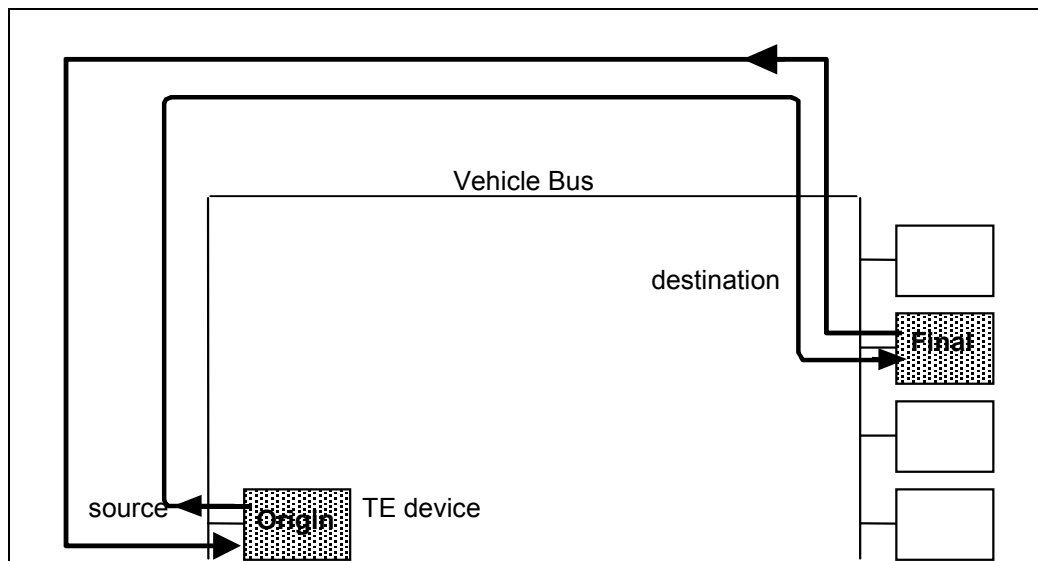 Vehicle Bus
destination
Final
source
Origin
TE device